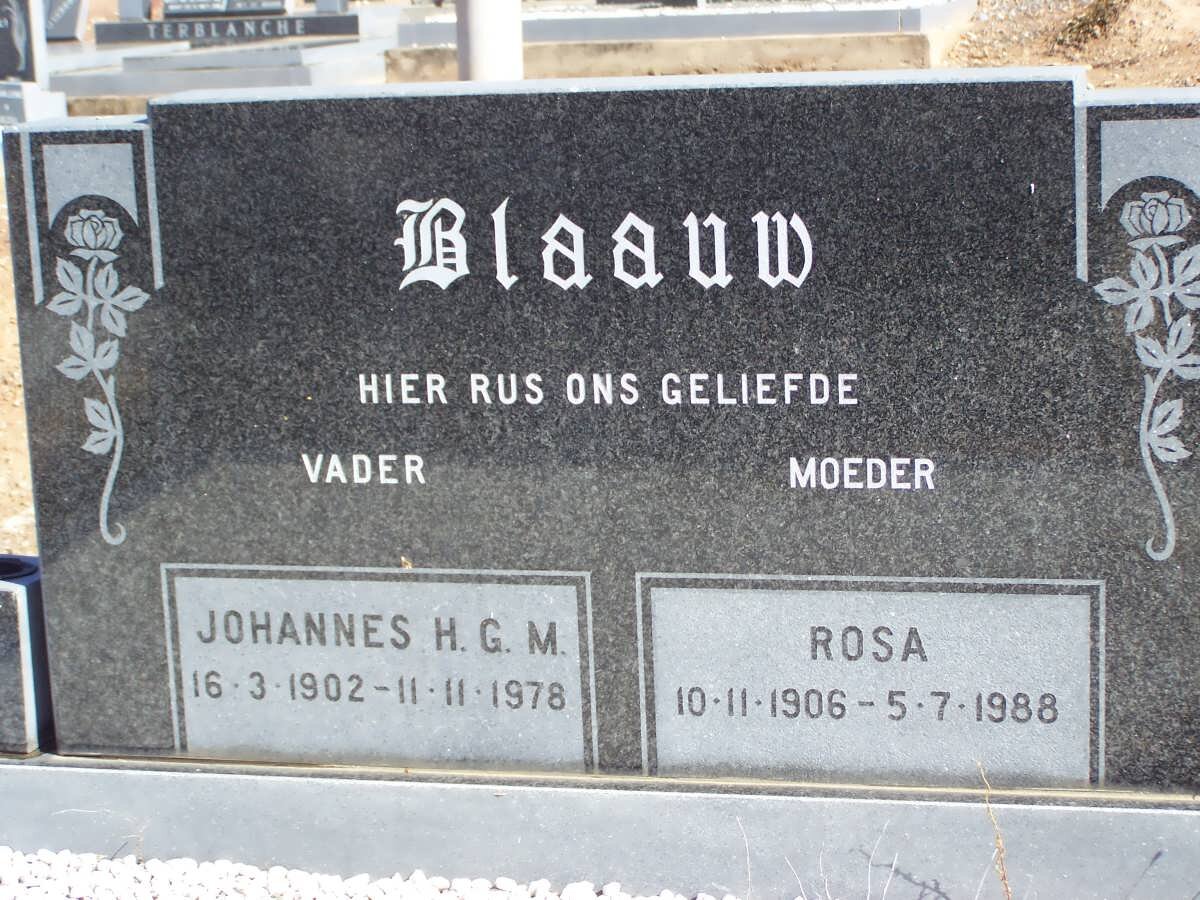 TERBLANCHE
Blaauw
HIER RUS ONS GELIEFDE
VADER
MOEDER
JOHANNES H. G. M.
16·3·1902 – 11·11·1978
ROSA
10·11·1906 – 5·7·1988